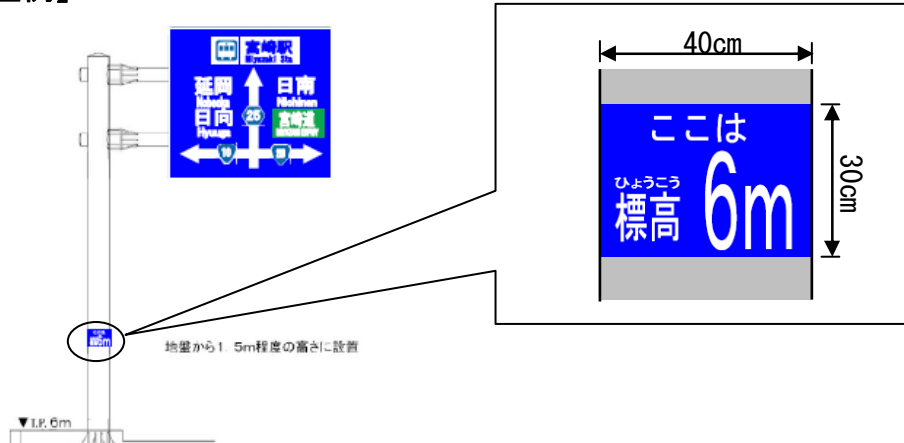 40cm
ここは
ひょうこう
標高 6m
30cm
宮崎駅
Miyazaki Sta
延岡
Nobeoka
日向
Hyuuga
日南
Nichinan
宮崎道
25
10
地盤から1.5m程度の高さに設置
▼T.P. 6m